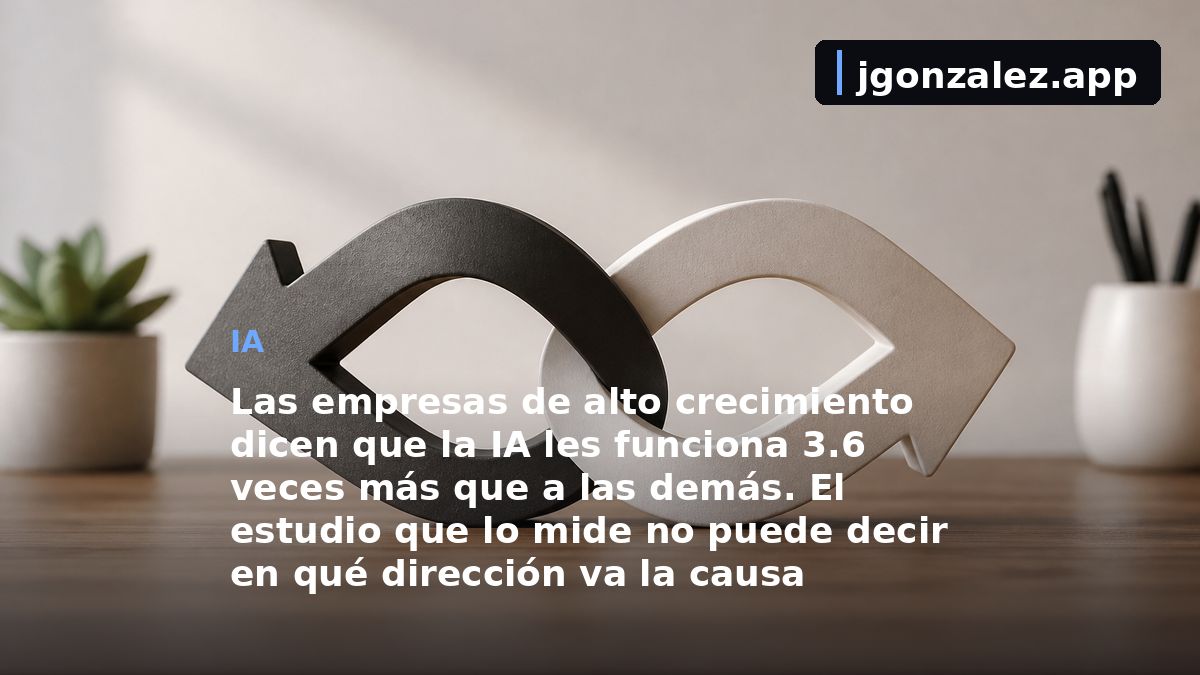 jgonzalez.app
IA
Las empresas de alto crecimiento
dicen que la IA les funciona 3.6
veces más que a las demás. El
estudio que lo mide no puede decir
en qué dirección va la causa